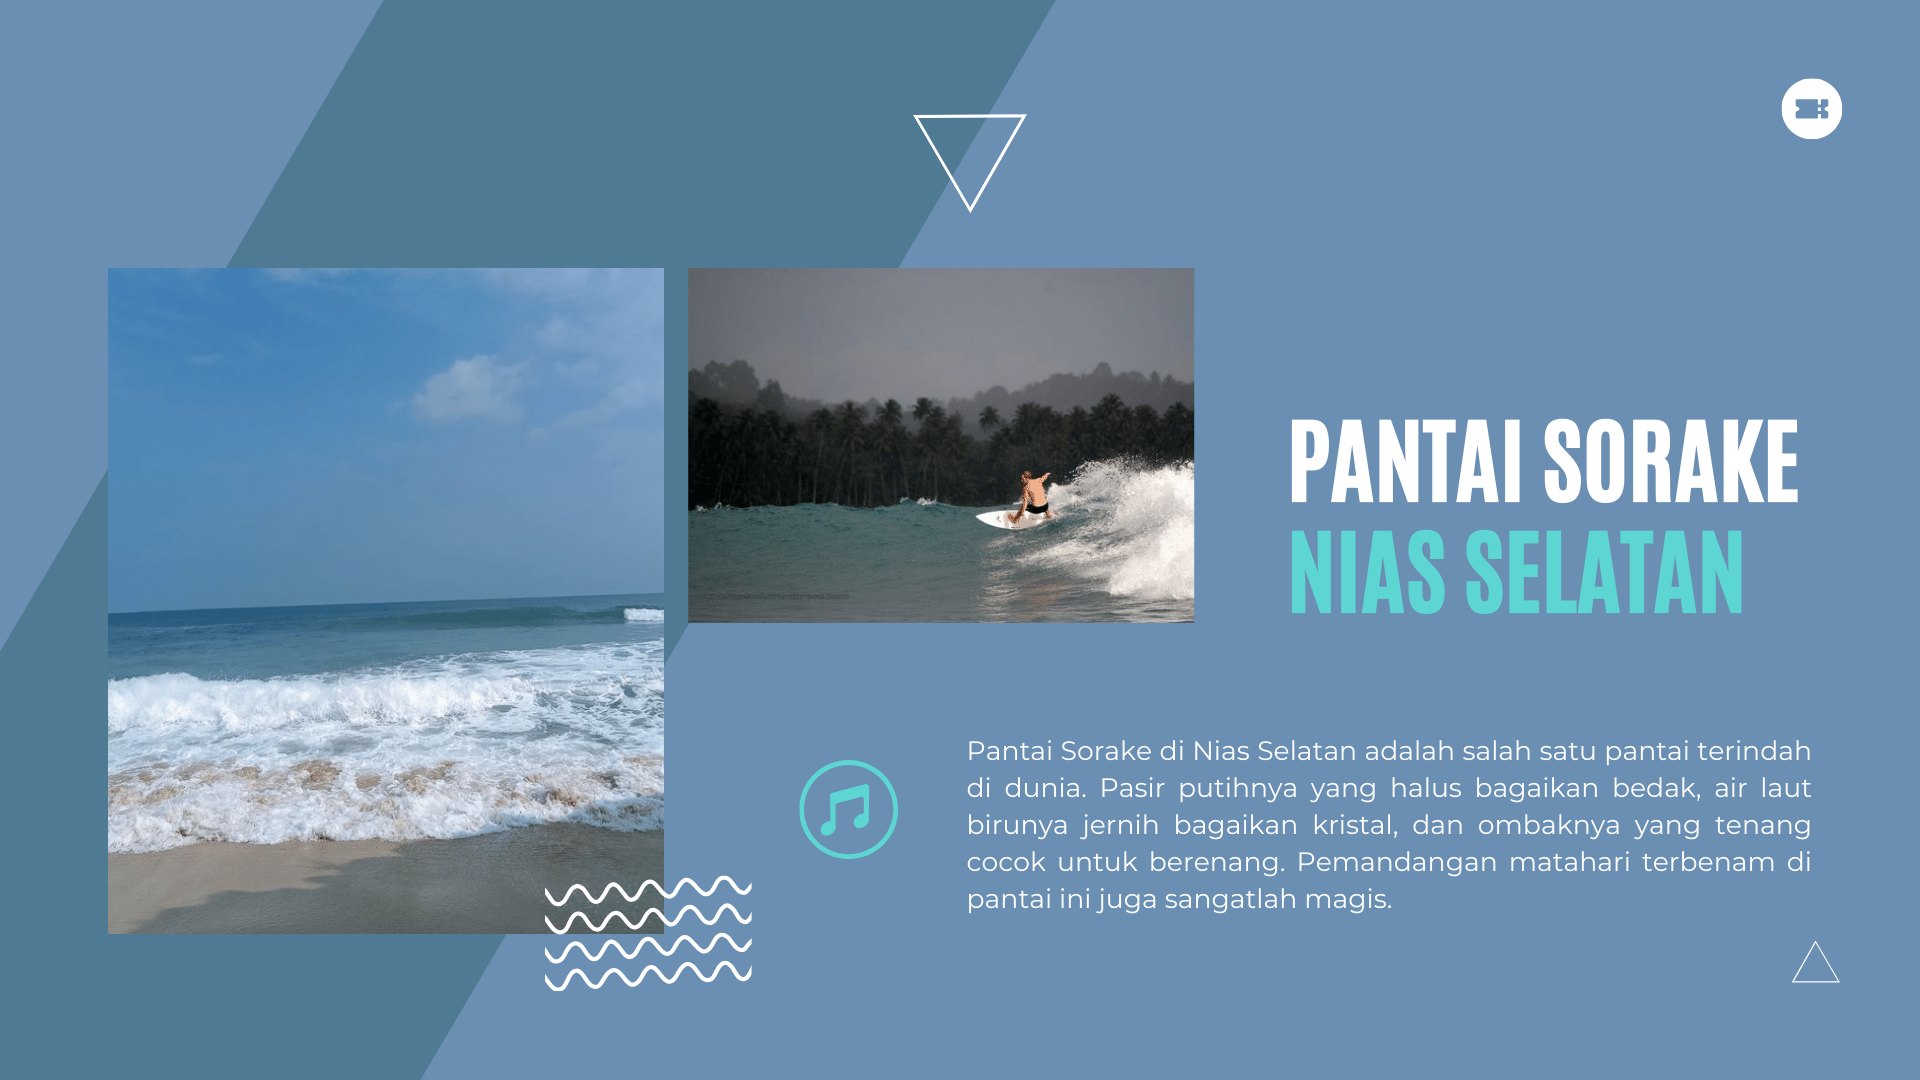 PANTAI SORAKE
NIAS SELATAN
Pantai Sorake di Nias Selatan adalah salah satu pantai terindah
di dunia. Pasir putihnya yang halus bagaikan bedak, air laut
birunya jernih bagaikan kristal, dan ombaknya yang tenang
cocok untuk berenang. Pemandangan matahari terbenam di
pantai ini juga sangatlah magis.